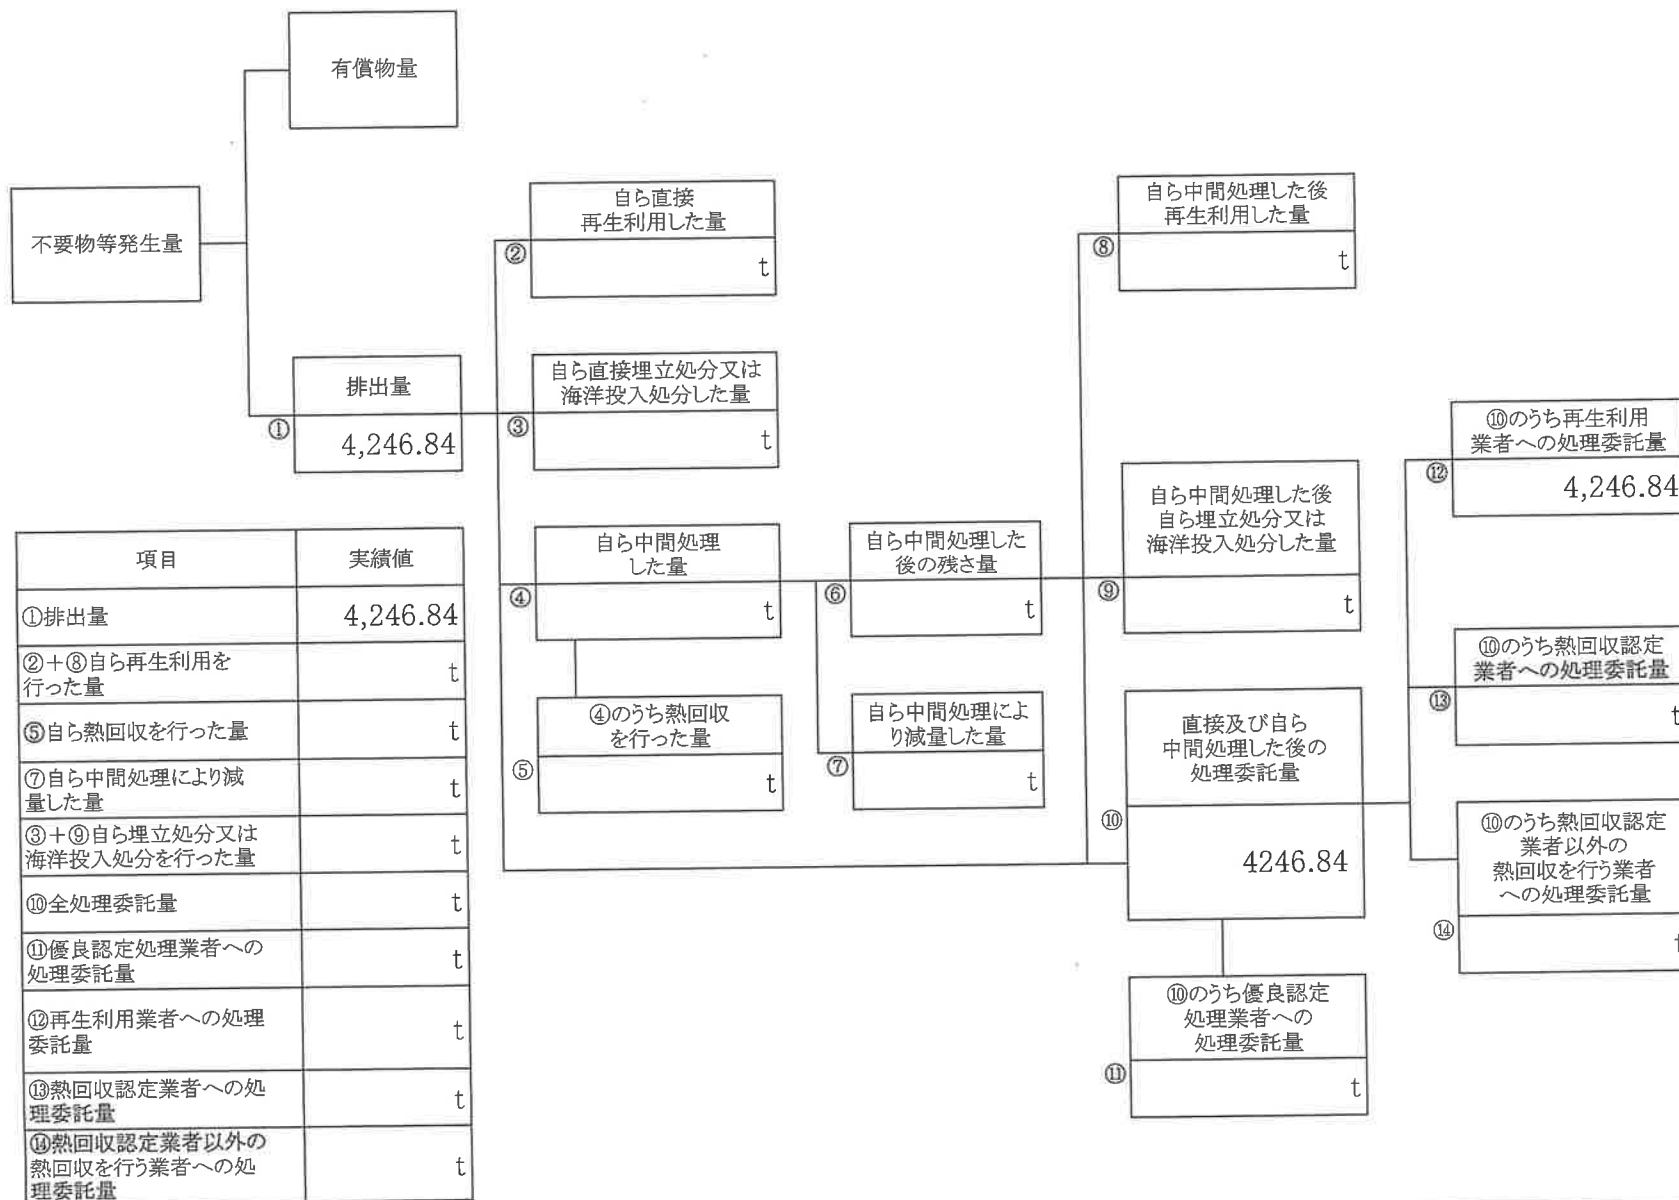 有償物量
不要物等発生量
排出量
①
4,246.84
自ら直接
再生利用した量
②
t
自ら直接埋立処分又は
海洋投入処分した量
③
t
自ら中間処理
した量
④
t
④のうち熱回収
を行った量
⑤
t
自ら中間処理した
後の残さ量
⑥
t
自ら中間処理によ
り減量した量
⑦
t
自ら中間処理した後
再生利用した量
⑧
t
自ら中間処理した後
自ら埋立処分又は
海洋投入処分した量
⑨
t
直接及び自ら
中間処理した後の
処理委託量
⑩
4246.84
⑩のうち優良認定
処理業者への
処理委託量
⑪
t
⑩のうち再生利用
業者への処理委託量
⑫
4,246.84
⑩のうち熱回収認定
業者への処理委託量
⑬
t
⑩のうち熱回収認定
業者以外の
熱回収を行う業者
への処理委託量
⑭
t
項目 実績値
①排出量 4,246.84
②+⑧自ら再生利用を
行った量 t
⑤自ら熱回収を行った量 t
⑦自ら中間処理により減
量した量 t
③+⑨自ら埋立処分又は
海洋投入処分を行った量 t
⑩全処理委託量 t
⑪優良認定処理業者への
処理委託量 t
⑫再生利用業者への処理
委託量 t
⑬熱回収認定業者への処
理委託量 t
⑭熱回収認定業者以外の
熱回収を行う業者への処
理委託量 t